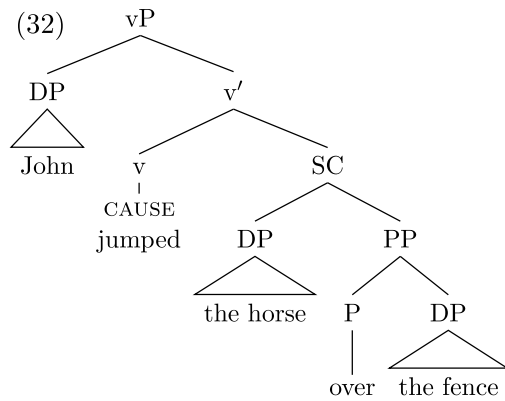 (32) vP
DP v′
John v SC
CAUSE
jumped DP PP
the horse P DP
over the fence